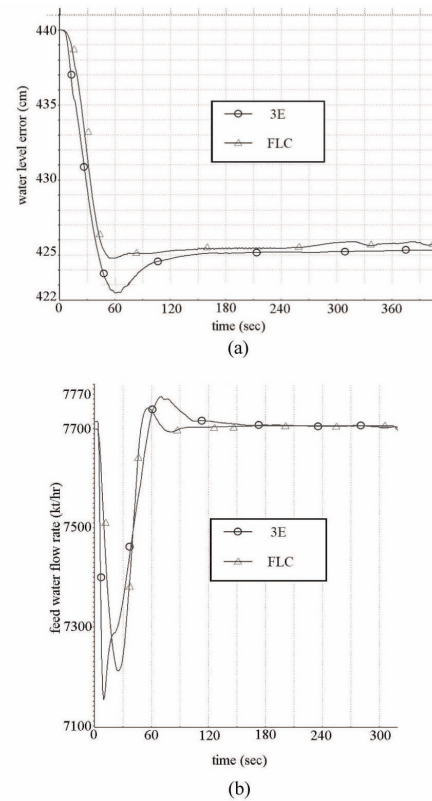 440
435
430
425
422
water level error (cm)
3E
FLC
0 60 120 180 240 300 360
time (sec)
(a)
7770
7700
7500
7300
7100
feed water flow rate (kt/hr)
3E
FLC
0 60 120 180 240 300
time (sec)
(b)